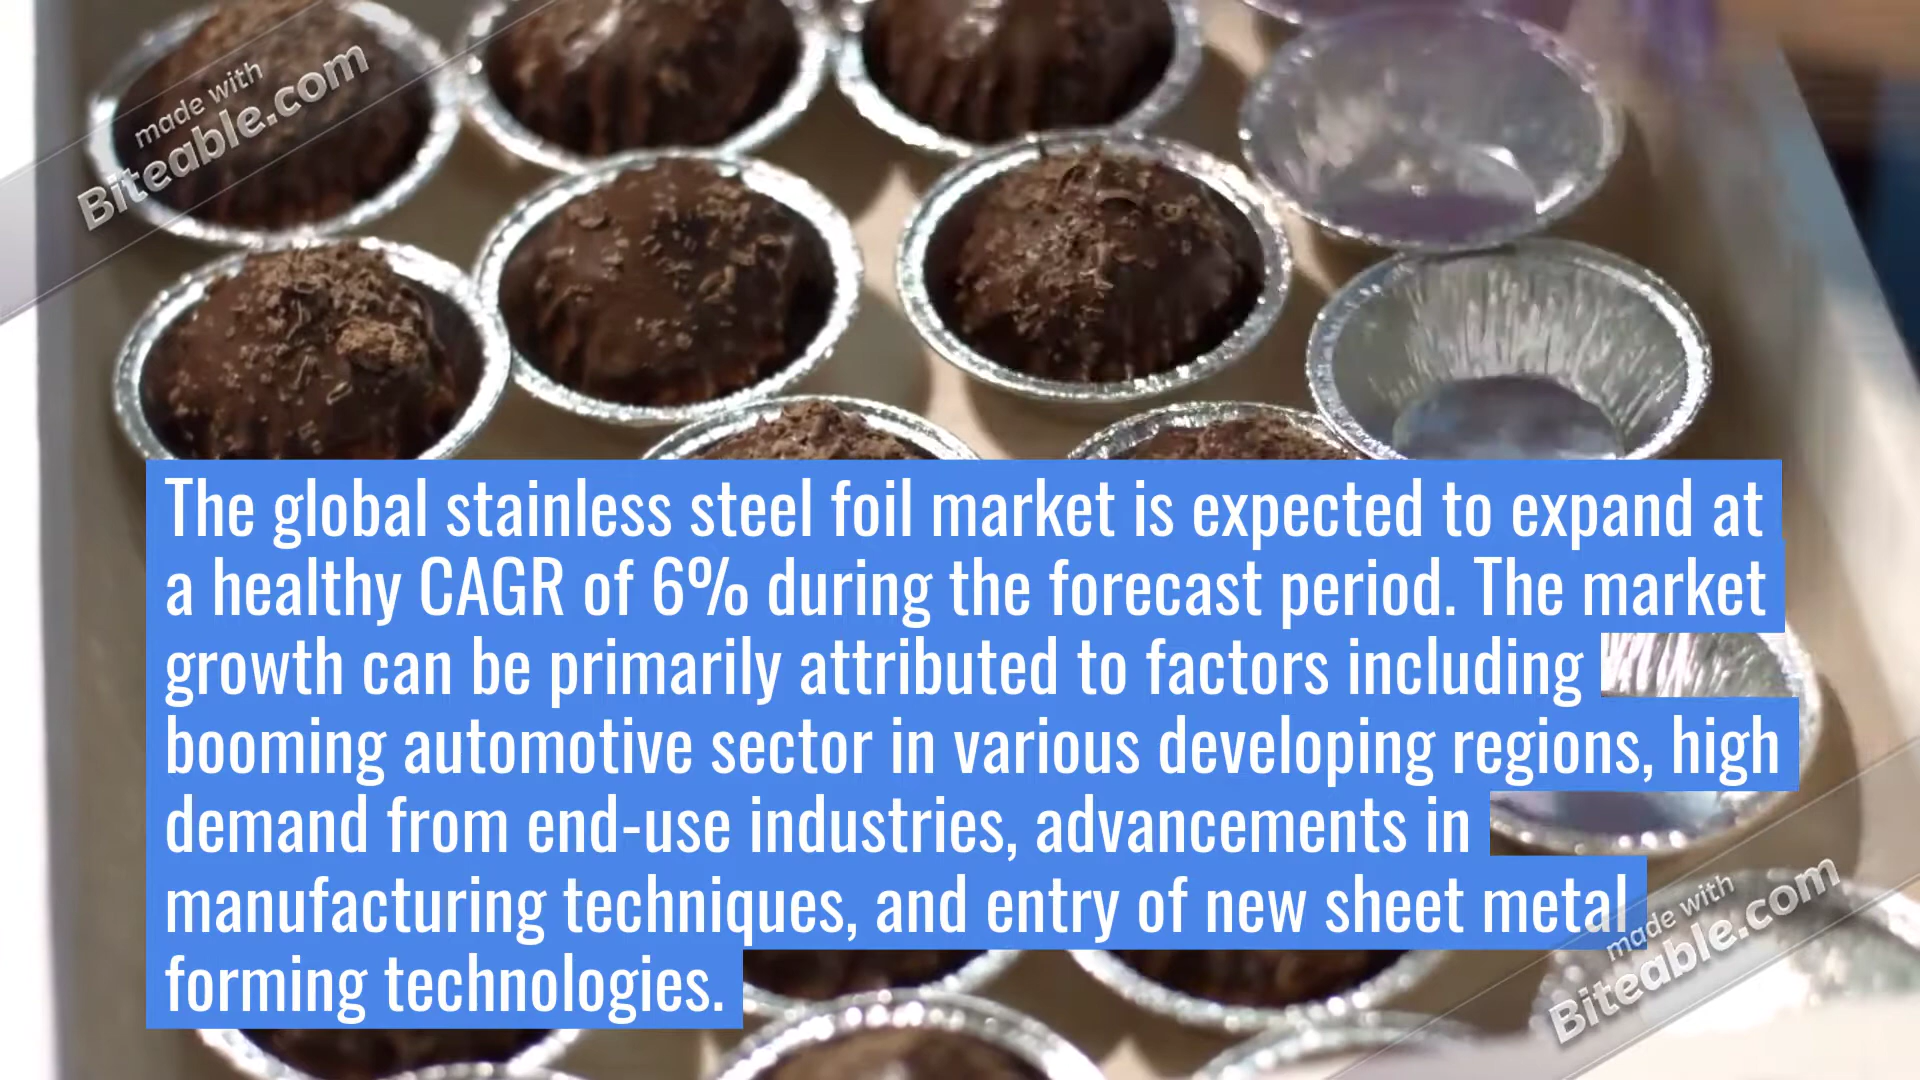 made with
Biteable.com
The global stainless steel foil market is expected to expand at
a healthy CAGR of 6% during the forecast period. The market
growth can be primarily attributed to factors including
booming automotive sector in various developing regions, high
demand from end-use industries, advancements in
manufacturing techniques, and entry of new sheet metal
forming technologies.
made with
Biteable.com